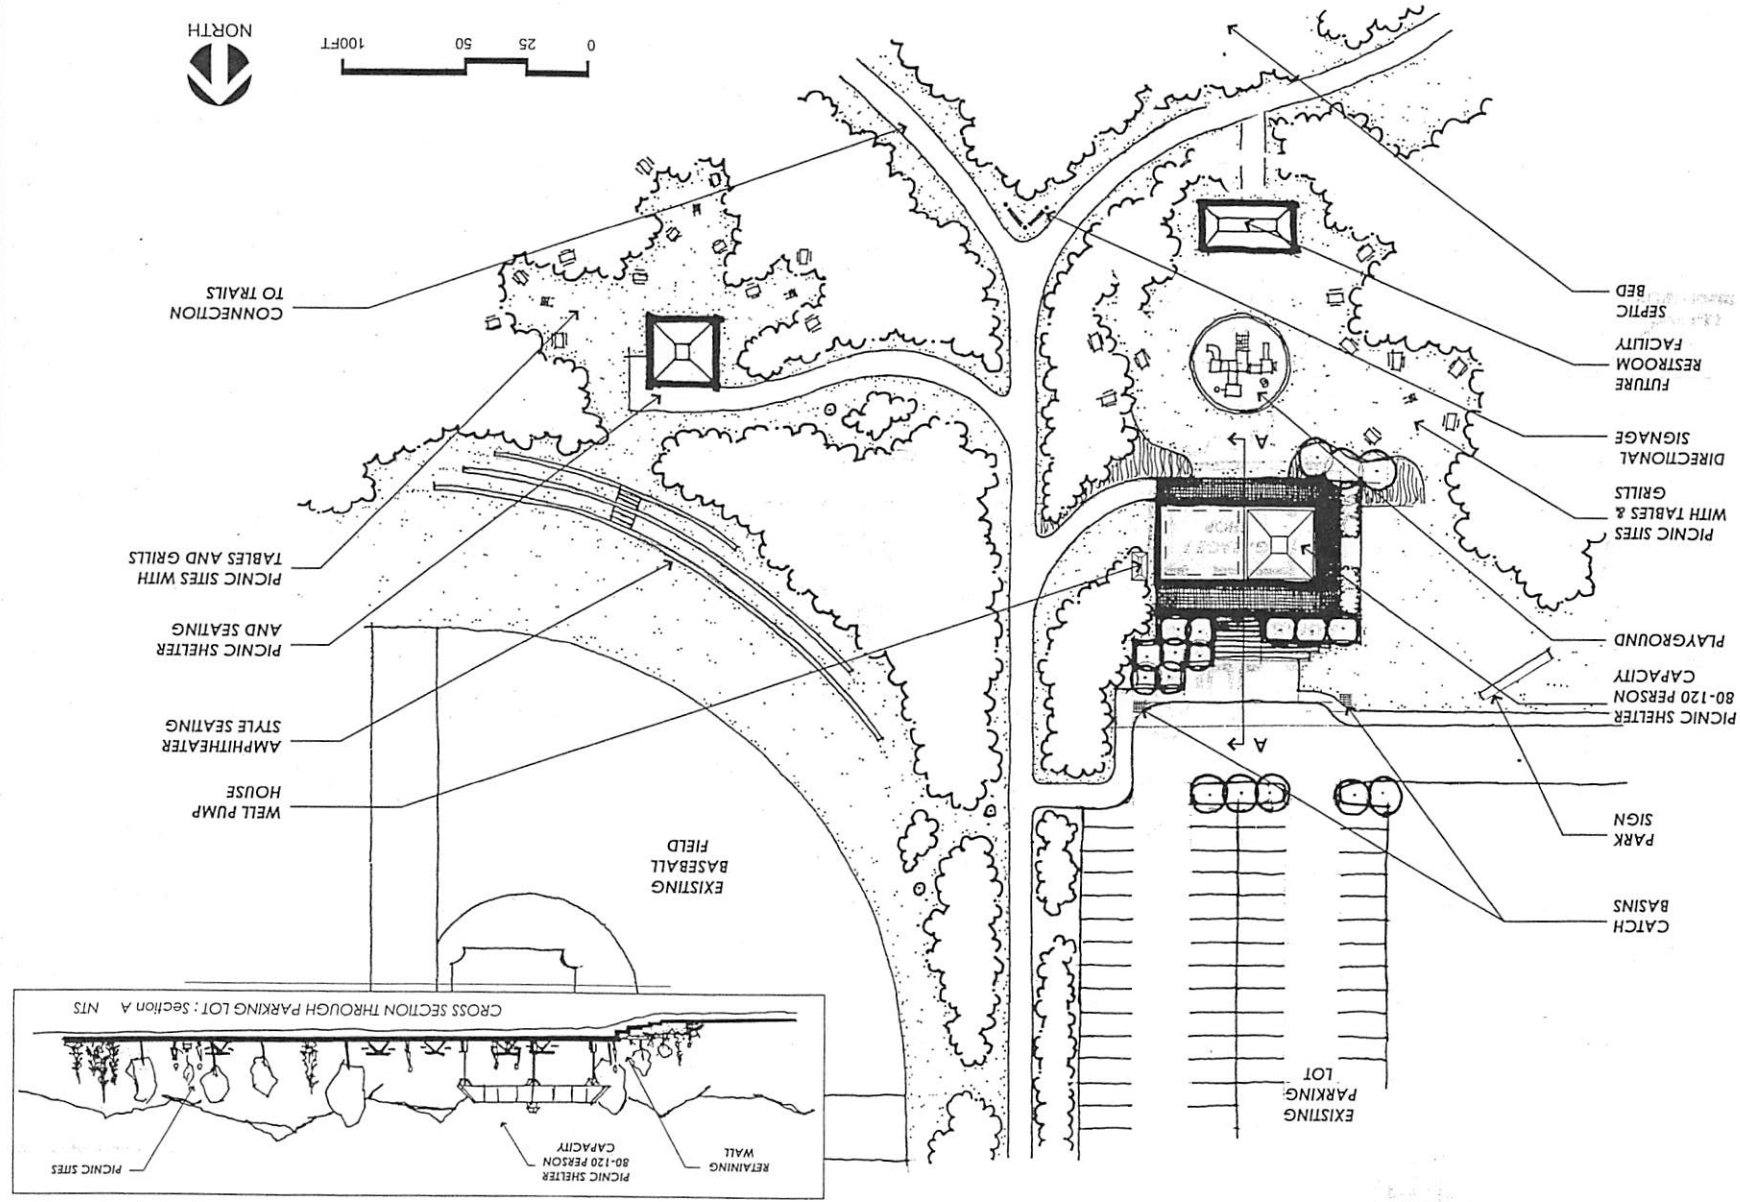 EXISTING
PARKING
LOT
CATCH
BASINS
PARK
SIGN
PICNIC SHELTER
80-120 PERSON
CAPACITY
PLAYGROUND
PICNIC SITES
WITH TABLES &
GRILLS
DIRECTIONAL
SIGNAGE
FUTURE
RESTROOM
FACILITY
SEPTIC
BED
A
A
RETAINING
WALL
PICNIC SHELTER
80-120 PERSON
CAPACITY
PICNIC SITES
CROSS SECTION THROUGH PARKING LOT: Section A NTS
EXISTING
BASEBALL
FIELD
WELL PUMP
HOUSE
AMPHITHEATER
STYLE SEATING
PICNIC SHELTER
AND SEATING
PICNIC SITES WITH
TABLES AND GRILLS
CONNECTION
TO TRAILS
0 25 50 100FT
NORTH